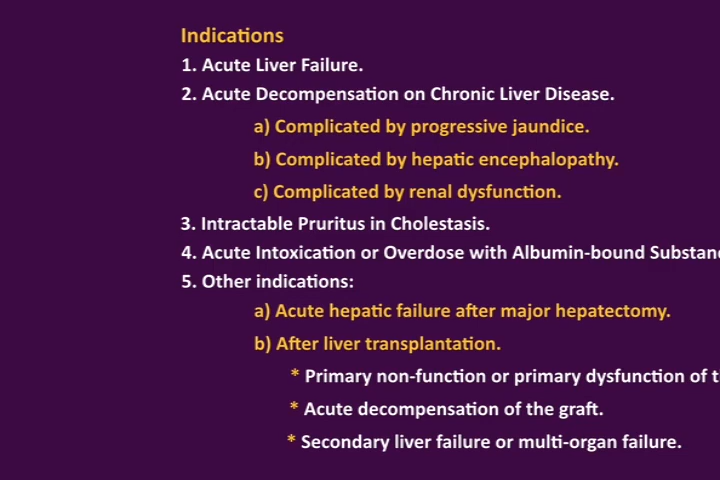 Indications
1. Acute Liver Failure.
2. Acute Decompensation on Chronic Liver Disease.
a) Complicated by progressive jaundice.
b) Complicated by hepatic encephalopathy.
c) Complicated by renal dysfunction.
3. Intractable Pruritus in Cholestasis.
4. Acute Intoxication or Overdose with Albumin-bound
5. Other indications:
a) Acute hepatic failure after major hepatectomy.
b) After liver transplantation.
* Primary non-function or primary dysfunction of
* Acute decompensation of the graft.
* Secondary liver failure or multi-organ failure.